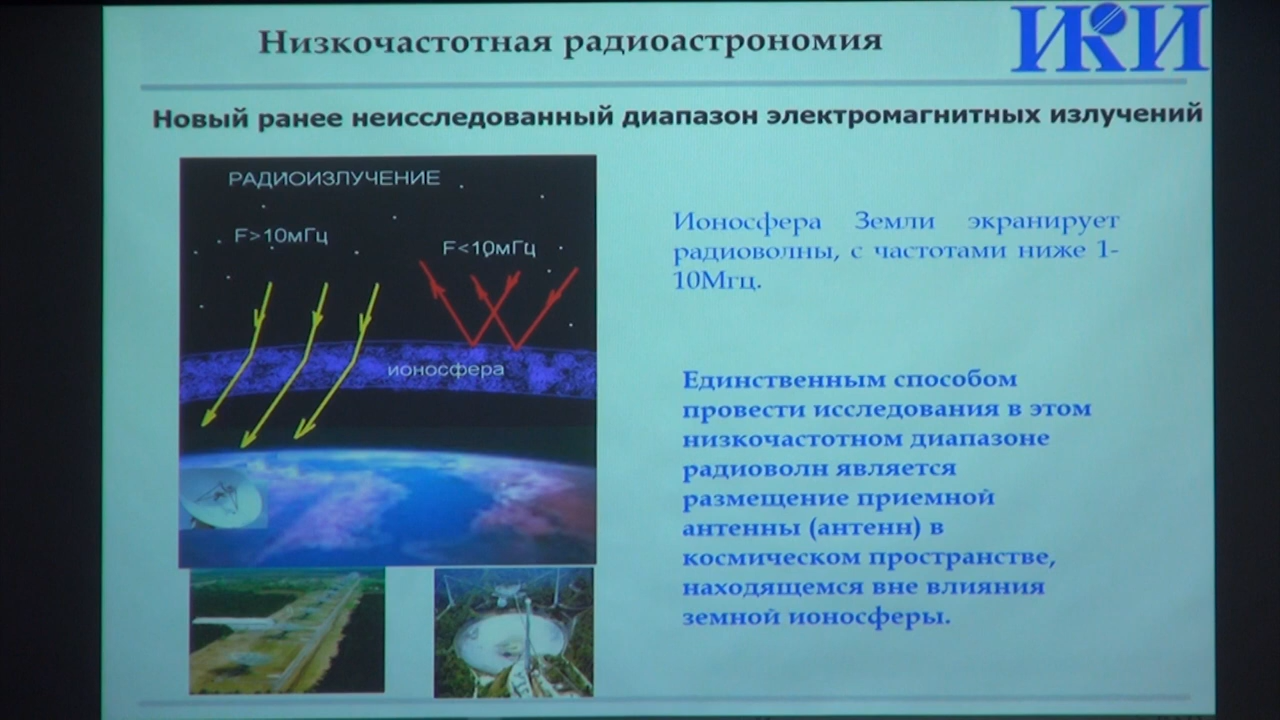 Низкочастотная радиоастрономия
ИКИ
Новый ранее неисследованный диапазон электромагнитных излучений
РАДИОИЗЛУЧЕНИЕ
F>10мГц
F<10мГц
ионосфера
Ионосфера Земли экранирует
радиоволны, с частотами ниже 1-
10Мгц.
Единственным способом
провести исследования в этом
низкочастотном диапазоне
радиоволн является
размещение приемной
антенны (антенн) в
космическом пространстве,
находящемся вне влияния
земной ионосферы.